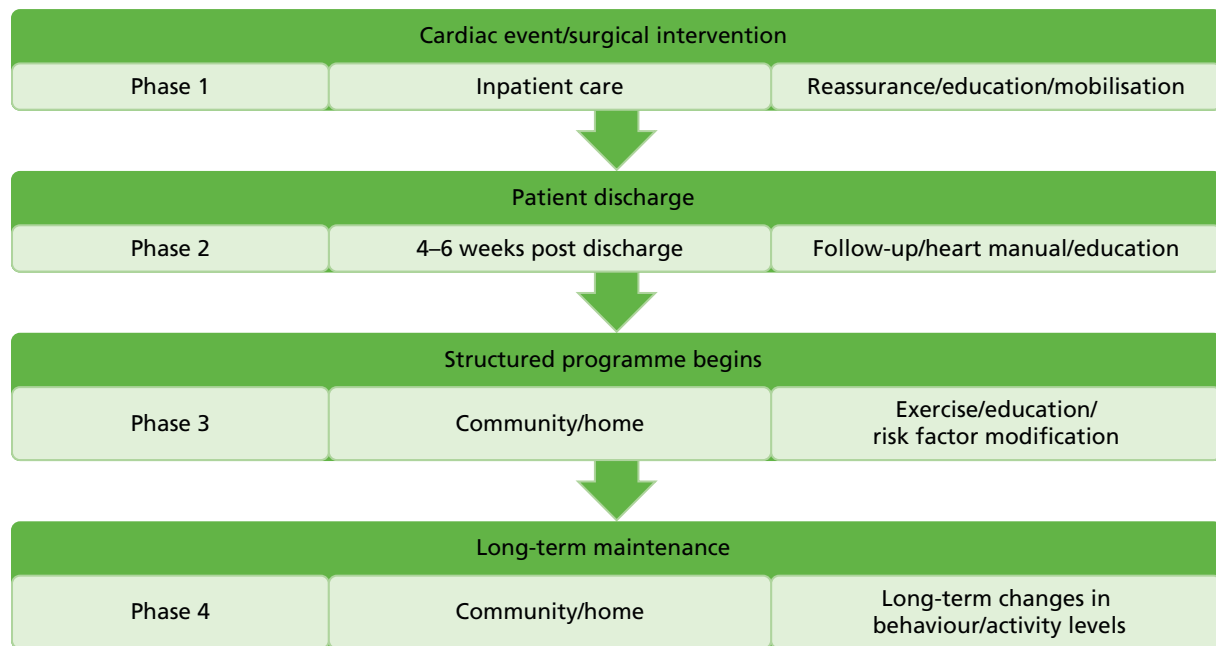 Cardiac event/surgical intervention
Phase 1
Inpatient care
Reassurance/education/mobilisation
Patient discharge
Phase 2
4–6 weeks post discharge
Follow-up/heart manual/education
Structured programme begins
Phase 3
Community/home
Exercise/education/
risk factor modification
Long-term maintenance
Phase 4
Community/home
Long-term changes in
behaviour/activity levels